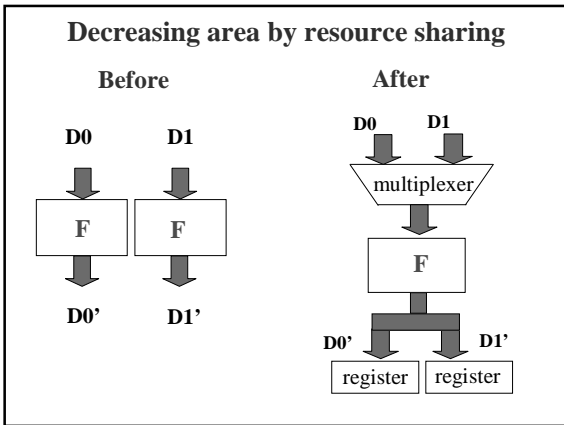 Decreasing area by resource sharing
Before
After
D0 D1
D0 D1
multiplexer
F F
F
D0’ D1’
D0’ D1’
register register